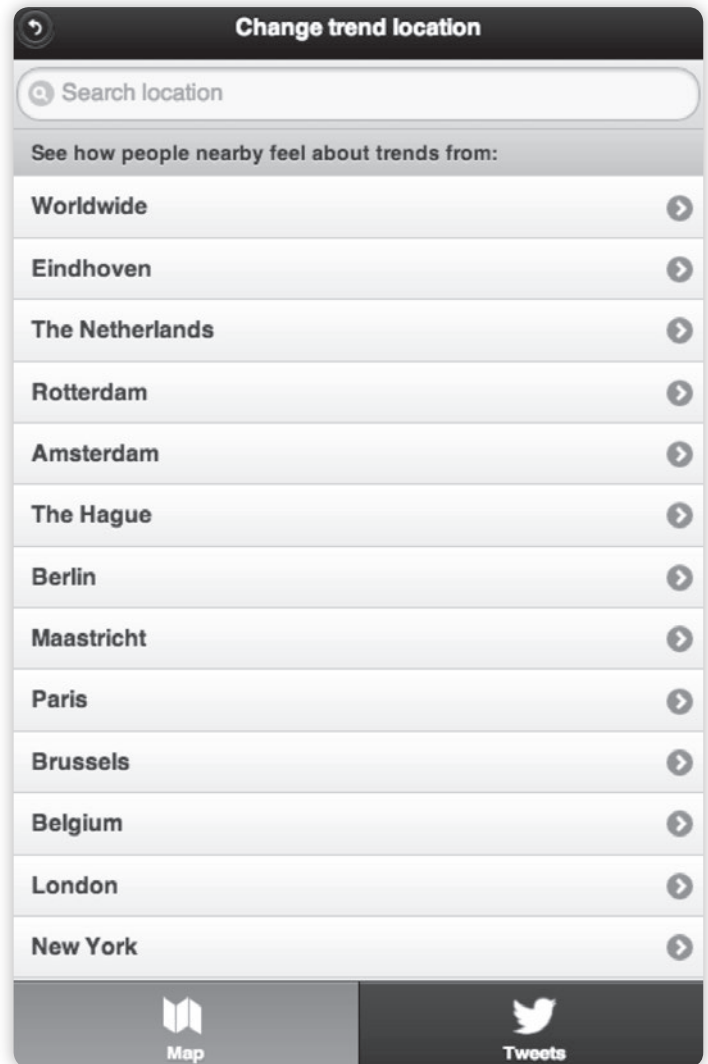 Change trend location
Search location
See how people nearby feel about trends from:
Worldwide
Eindhoven
The Netherlands
Rotterdam
Amsterdam
The Hague
Berlin
Maastricht
Paris
Brussels
Belgium
London
New York
Map
Tweets